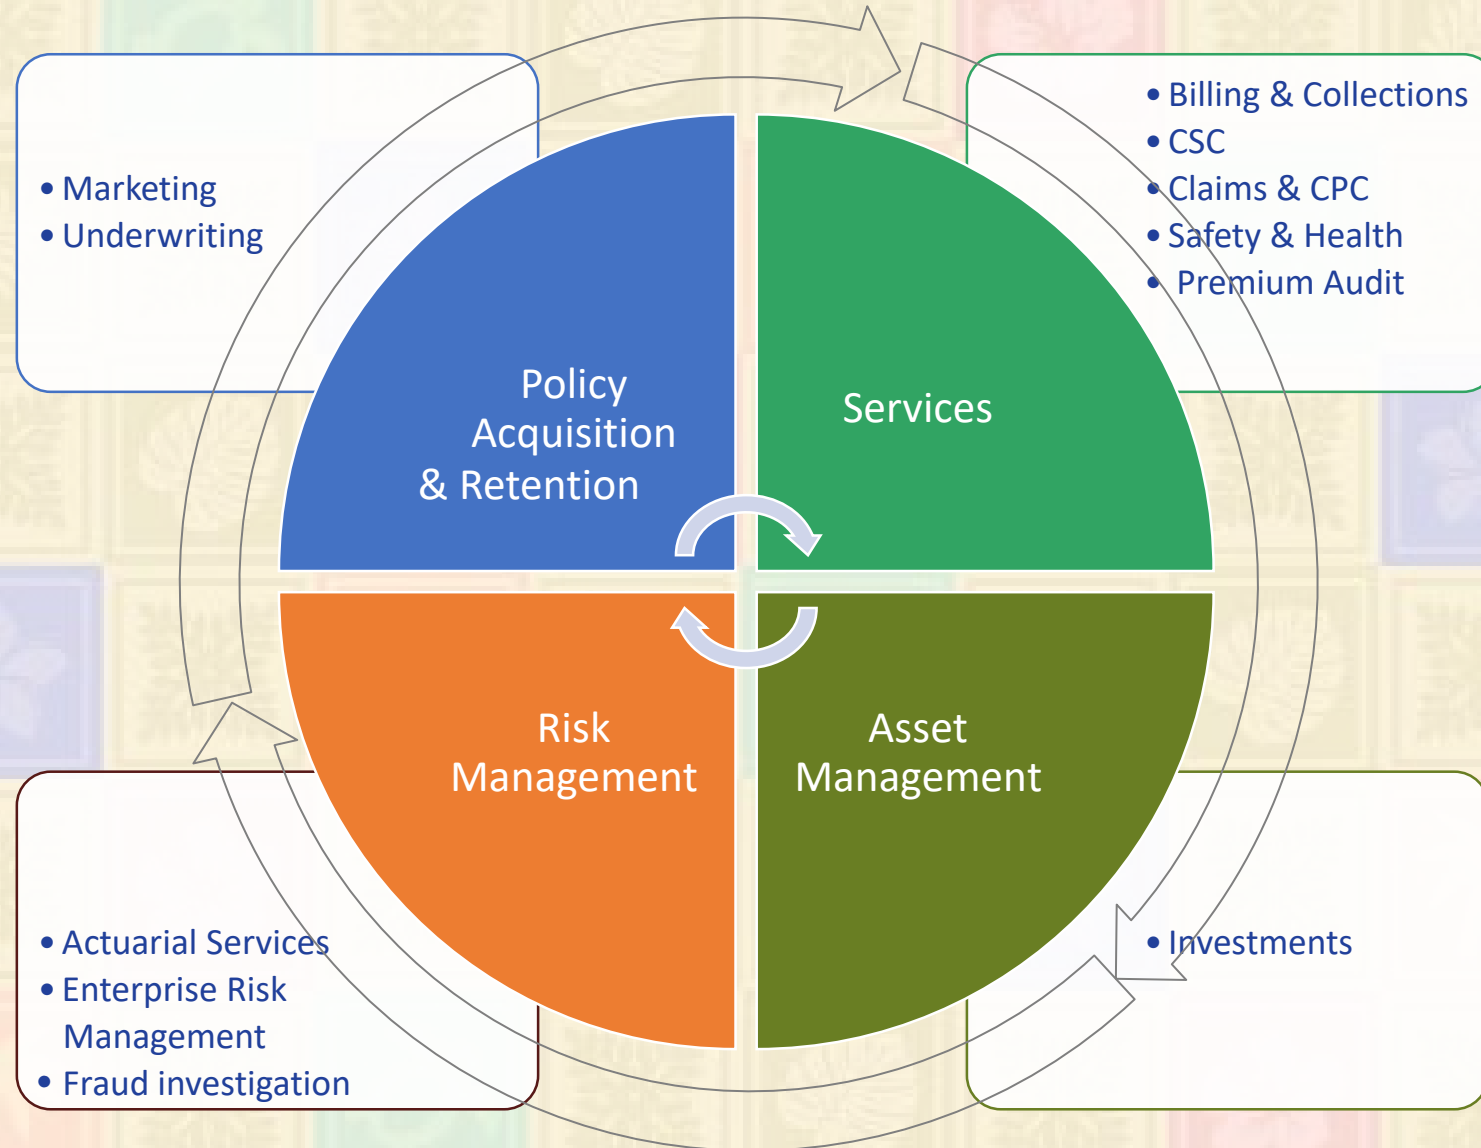 • Marketing
• Underwriting
• Billing & Collections
• CSC
• Claims & CPC
• Safety & Health
• Premium Audit
Policy
Acquisition
& Retention
Services
Risk
Management
Asset
Management
• Actuarial Services
• Enterprise Risk
Management
• Fraud investigation
• Investments